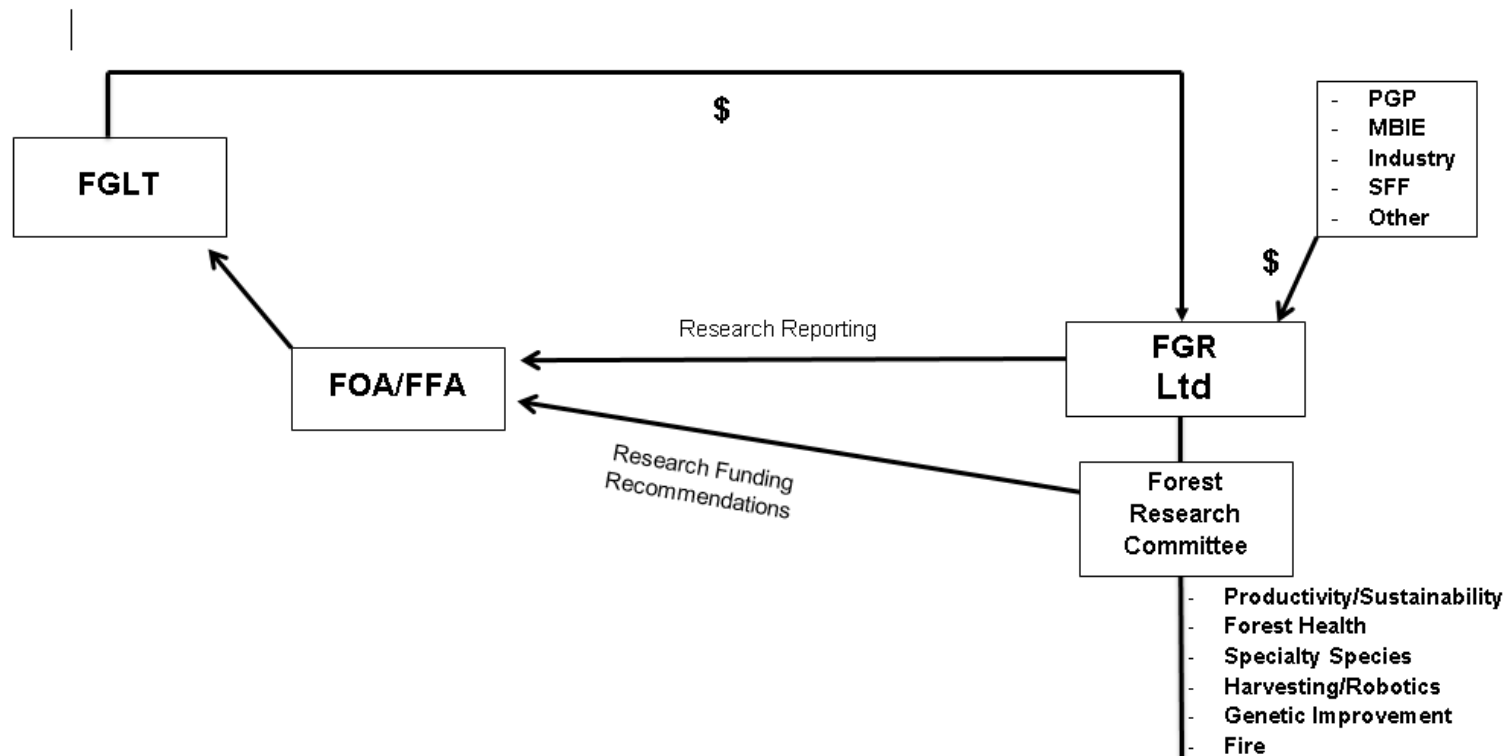 $
FGLT
- PGP
- MBIE
- Industry
- SFF
- Other
$
Research Reporting
FGR
Ltd
FOA/FFA
Research Funding
Recommendations
Forest
Research
Committee
- Productivity/Sustainability
- Forest Health
- Specialty Species
- Harvesting/Robotics
- Genetic Improvement
- Fire